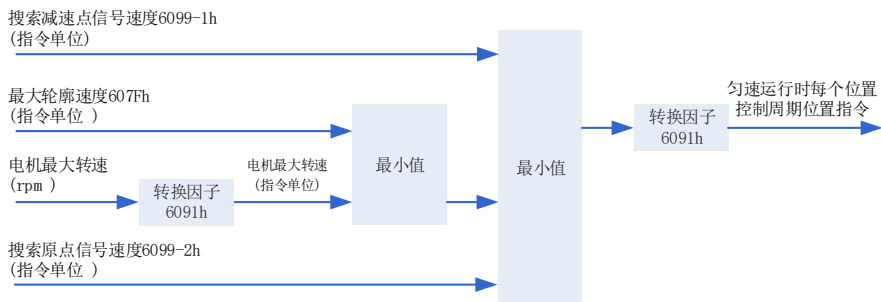 搜索减速点信号速度6099-1h
(指令单位)
最大轮廓速度607Fh
(指令单位 )
电机最大转速
(rpm )
转换因子
6091h
电机最大转速
(指令单位)
最小值
最小值
转换因子
6091h
匀速运行时每个位置
控制周期位置指令
搜索原点信号速度6099-2h
(指令单位 )